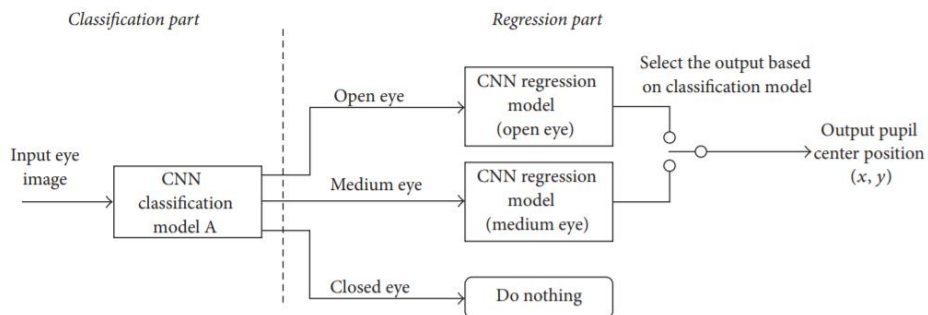 Classification part
Regression part
Input eye
image
CNN
classification
model A
Open eye
Medium eye
Closed eye
CNN regression
model
(open eye)
CNN regression
model
(medium eye)
Do nothing
Select the output based
on classification model
Output pupil
center position
(x, y)